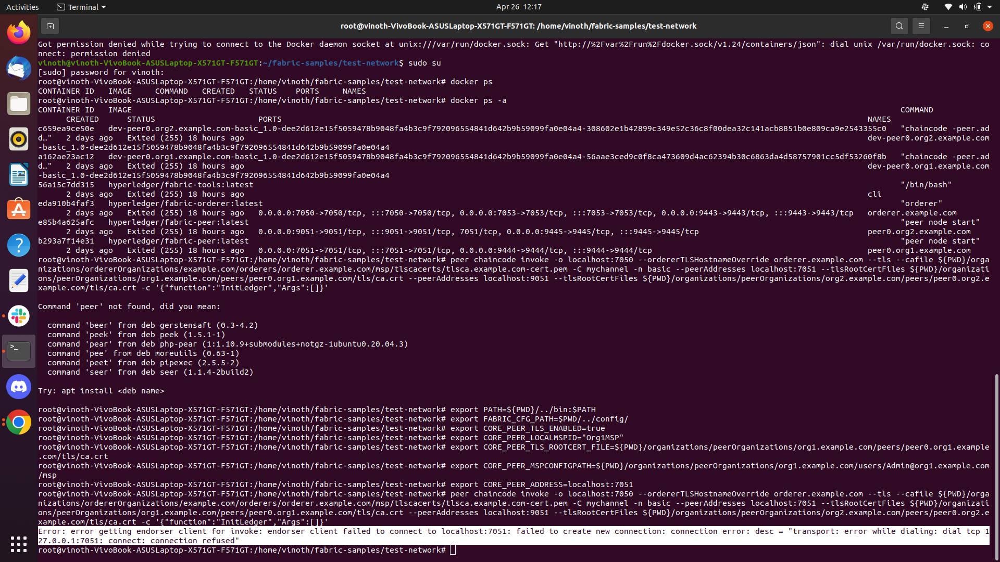 Activities
Terminal
Apr 26 12:17
root@vinoth-VivoBook-ASUSLaptop-X571GT-F571GT: /home/vinoth/fabric-samples/test-network
Got permission denied while trying to connect to the Docker daemon socket at unix:///var/run/docker.sock: Get "http://%2Fvar%2Frun%2Fdocker.sock/v1.24/containers/json": dial unix /var/run/docker.sock: co
nnect: permission denied
vinoth@vinoth-VivoBook-ASUSLaptop-X571GT-F571GT:~/fabric-samples/test-network$ sudo su
[sudo] password for vinoth:
root@vinoth-VivoBook-ASUSLaptop-X571GT-F571GT:/home/vinoth/fabric-samples/test-network# docker ps
CONTAINER ID   IMAGE     COMMAND   CREATED   STATUS    PORTS     NAMES
root@vinoth-VivoBook-ASUSLaptop-X571GT-F571GT:/home/vinoth/fabric-samples/test-network# docker ps -a
CONTAINER ID   IMAGE   COMMAND
CREATED   STATUS   PORTS   NAMES
c659ea9ce50e   dev-peer0.org2.example.com-basic_1.0-dee2d612e15f5059478b9048fa4b3c9f792096554841d642b9b59099fa0e04a4-308602e1b42899c349e52c36c8f00dea32c141acb8851b0e809ca9e2543355c0   "chaincode -peer.ad
d…"   2 days ago   Exited (255) 18 hours ago   dev-peer0.org2.example.com
-basic_1.0-dee2d612e15f5059478b9048fa4b3c9f792096554841d642b9b59099fa0e04a4
a162ae23ac12   dev-peer0.org1.example.com-basic_1.0-dee2d612e15f5059478b9048fa4b3c9f792096554841d642b9b59099fa0e04a4-56aae3ced9c0f8ca473609d4ac62394b30c6863da4d58757901cc5df53260f8b   "chaincode -peer.ad
d…"   2 days ago   Exited (255) 18 hours ago   dev-peer0.org1.example.com
-basic_1.0-dee2d612e15f5059478b9048fa4b3c9f792096554841d642b9b59099fa0e04a4
56a15c7dd315   hyperledger/fabric-tools:latest   "/bin/bash"
2 days ago   Exited (255) 18 hours ago   cli
eda910b4faf3   hyperledger/fabric-orderer:latest   "orderer"
2 days ago   Exited (255) 18 hours ago   0.0.0.0:7050->7050/tcp, :::7050->7050/tcp, 0.0.0.0:7053->7053/tcp, :::7053->7053/tcp, 0.0.0.0:9443->9443/tcp, :::9443->9443/tcp   orderer.example.com
e85b4a625afc   hyperledger/fabric-peer:latest   "peer node start"
2 days ago   Exited (255) 18 hours ago   0.0.0.0:9051->9051/tcp, :::9051->9051/tcp, 7051/tcp, 0.0.0.0:9445->9445/tcp, :::9445->9445/tcp   peer0.org2.example.com
b293a7f14e31   hyperledger/fabric-peer:latest   "peer node start"
2 days ago   Exited (255) 18 hours ago   0.0.0.0:7051->7051/tcp, :::7051->7051/tcp, 0.0.0.0:9444->9444/tcp, :::9444->9444/tcp   peer0.org1.example.com
root@vinoth-VivoBook-ASUSLaptop-X571GT-F571GT:/home/vinoth/fabric-samples/test-network# peer chaincode invoke -o localhost:7050 --ordererTLSHostnameOverride orderer.example.com --tls --cafile ${PWD}/orga
nizations/ordererOrganizations/example.com/orderers/orderer.example.com/msp/tlscacerts/tlsca.example.com-cert.pem -C mychannel -n basic --peerAddresses localhost:7051 --tlsRootCertFiles ${PWD}/organizati
ons/peerOrganizations/org1.example.com/peers/peer0.org1.example.com/tls/ca.crt --peerAddresses localhost:9051 --tlsRootCertFiles ${PWD}/organizations/peerOrganizations/org2.example.com/peers/peer0.org2.e
xample.com/tls/ca.crt -c '{"function":"InitLedger","Args":[]}'
Command 'peer' not found, did you mean:
command 'beer' from deb gerstensaft (0.3-4.2)
command 'peek' from deb peek (1.5.1-1)
command 'pear' from deb php-pear (1:1.10.9+submodules+notgz-1ubuntu0.20.04.3)
command 'pee' from deb moreutils (0.63-1)
command 'peet' from deb pipexec (2.5.5-2)
command 'seer' from deb seer (1.1.4-2build2)
Try: apt install <deb name>
root@vinoth-VivoBook-ASUSLaptop-X571GT-F571GT:/home/vinoth/fabric-samples/test-network# export PATH=${PWD}/../bin:$PATH
root@vinoth-VivoBook-ASUSLaptop-X571GT-F571GT:/home/vinoth/fabric-samples/test-network# export FABRIC_CFG_PATH=$PWD/../config/
root@vinoth-VivoBook-ASUSLaptop-X571GT-F571GT:/home/vinoth/fabric-samples/test-network# export CORE_PEER_TLS_ENABLED=true
root@vinoth-VivoBook-ASUSLaptop-X571GT-F571GT:/home/vinoth/fabric-samples/test-network# export CORE_PEER_LOCALMSPID="Org1MSP"
root@vinoth-VivoBook-ASUSLaptop-X571GT-F571GT:/home/vinoth/fabric-samples/test-network# export CORE_PEER_TLS_ROOTCERT_FILE=${PWD}/organizations/peerOrganizations/org1.example.com/peers/peer0.org1.example
.com/tls/ca.crt
root@vinoth-VivoBook-ASUSLaptop-X571GT-F571GT:/home/vinoth/fabric-samples/test-network# export CORE_PEER_MSPCONFIGPATH=${PWD}/organizations/peerOrganizations/org1.example.com/users/Admin@org1.example.com
/msp
root@vinoth-VivoBook-ASUSLaptop-X571GT-F571GT:/home/vinoth/fabric-samples/test-network# export CORE_PEER_ADDRESS=localhost:7051
root@vinoth-VivoBook-ASUSLaptop-X571GT-F571GT:/home/vinoth/fabric-samples/test-network# peer chaincode invoke -o localhost:7050 --ordererTLSHostnameOverride orderer.example.com --tls --cafile ${PWD}/orga
nizations/ordererOrganizations/example.com/orderers/orderer.example.com/msp/tlscacerts/tlsca.example.com-cert.pem -C mychannel -n basic --peerAddresses localhost:7051 --tlsRootCertFiles ${PWD}/organizati
ons/peerOrganizations/org1.example.com/peers/peer0.org1.example.com/tls/ca.crt --peerAddresses localhost:9051 --tlsRootCertFiles ${PWD}/organizations/peerOrganizations/org2.example.com/peers/peer0.org2.e
xample.com/tls/ca.crt -c '{"function":"InitLedger","Args":[]}'
Error: error getting endorser client for invoke: endorser client failed to connect to localhost:7051: failed to create new connection: connection error: desc = "transport: error while dialing: dial tcp 1
27.0.0.1:7051: connect: connection refused"
root@vinoth-VivoBook-ASUSLaptop-X571GT-F571GT:/home/vinoth/fabric-samples/test-network#